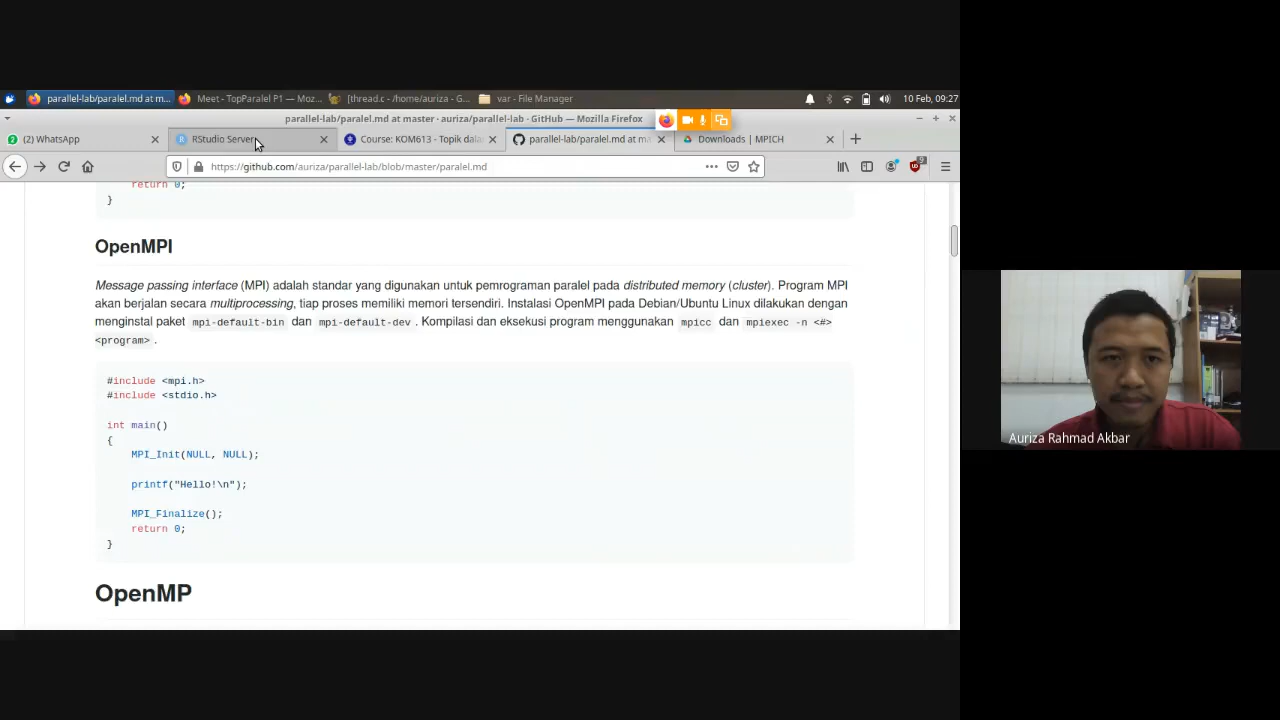 parallel-lab/paralel.md at m...
Meet - TopParalel P1 — Moz...
[thread.c - /home/auriza - G...
var - File Manager
10 Feb, 09:27
parallel-lab/paralel.md at master · auriza/parallel-lab · GitHub — Mozilla Firefox
(2) WhatsApp
RStudio Server
Course: KOM613 - Topik dala
parallel-lab/paralel.md at ma
Downloads | MPICH
https://github.com/auriza/parallel-lab/blob/master/paralel.md
return 0;
}
OpenMPI
Message passing interface (MPI) adalah standar yang digunakan untuk pemrograman paralel pada distributed memory (cluster). Program MPI
akan berjalan secara multiprocessing, tiap proses memiliki memori tersendiri. Instalasi OpenMPI pada Debian/Ubuntu Linux dilakukan dengan
menginstal paket mpi-default-bin dan mpi-default-dev . Kompilasi dan eksekusi program menggunakan mpicc dan mpiexec -n <#>
<program> .
#include <mpi.h>
#include <stdio.h>
int main()
{
MPI_Init(NULL, NULL);
printf("Hello!\n");
MPI_Finalize();
return 0;
}
OpenMP
Auriza Rahmad Akbar